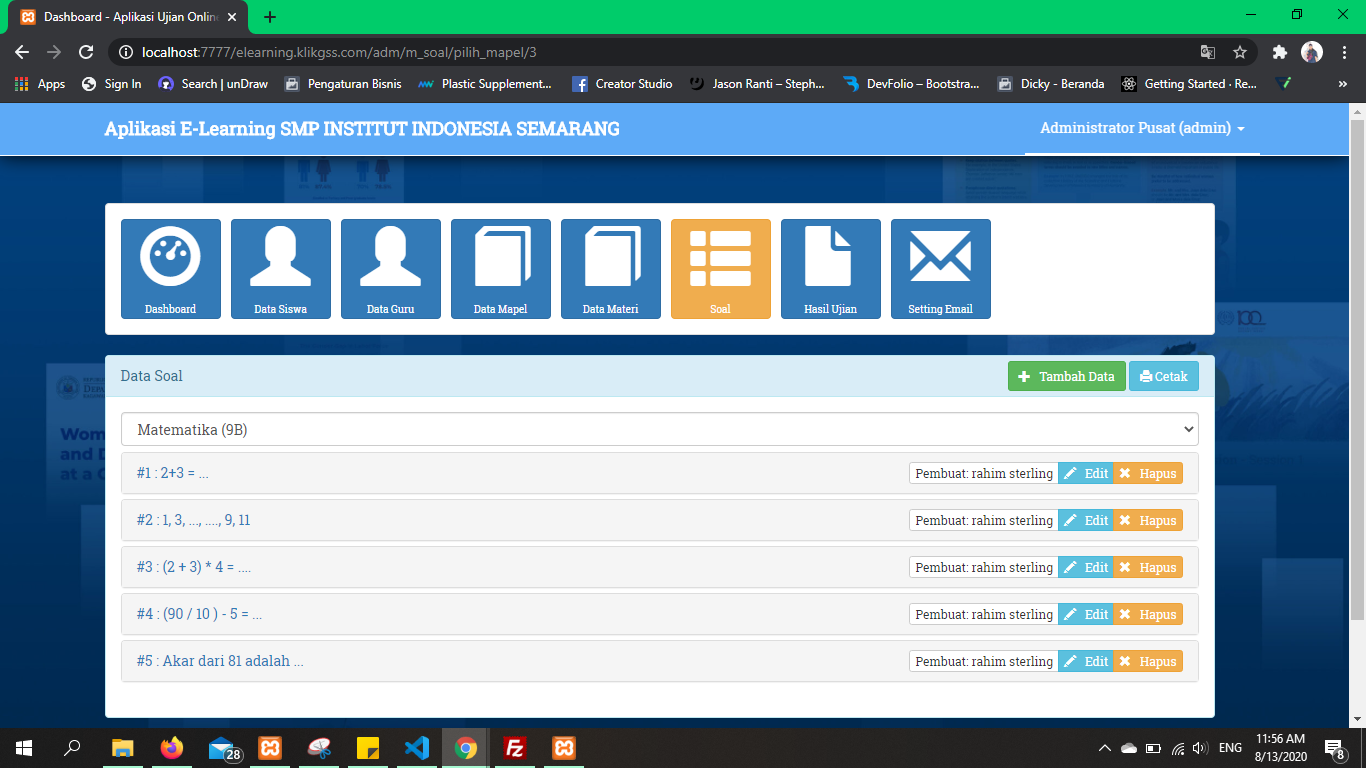 Dashboard - Aplikasi Ujian Online
localhost:7777/elearning.klikgss.com/adm/m_soal/pilih_mapel/3
Apps Sign In Search | unDraw Pengaturan Bisnis Plastic Supplement... Creator Studio Jason Ranti – Steph... DevFolio – Bootstra... Dicky - Beranda Getting Started · Re... »
Aplikasi E-Learning SMP INSTITUT INDONESIA SEMARANG
Administrator Pusat (admin)
Dashboard Data Siswa Data Guru Data Mapel Data Materi Soal Hasil Ujian Setting Email
Data Soal Tambah Data Cetak
Matematika (9B)
#1 : 2+3 = ... Pembuat: rahim sterling Edit Hapus
#2 : 1, 3, ..., ...., 9, 11 Pembuat: rahim sterling Edit Hapus
#3 : (2 + 3) * 4 = .... Pembuat: rahim sterling Edit Hapus
#4 : (90 / 10 ) - 5 = ... Pembuat: rahim sterling Edit Hapus
#5 : Akar dari 81 adalah ... Pembuat: rahim sterling Edit Hapus
28
ENG
11:56 AM
8/13/2020
8